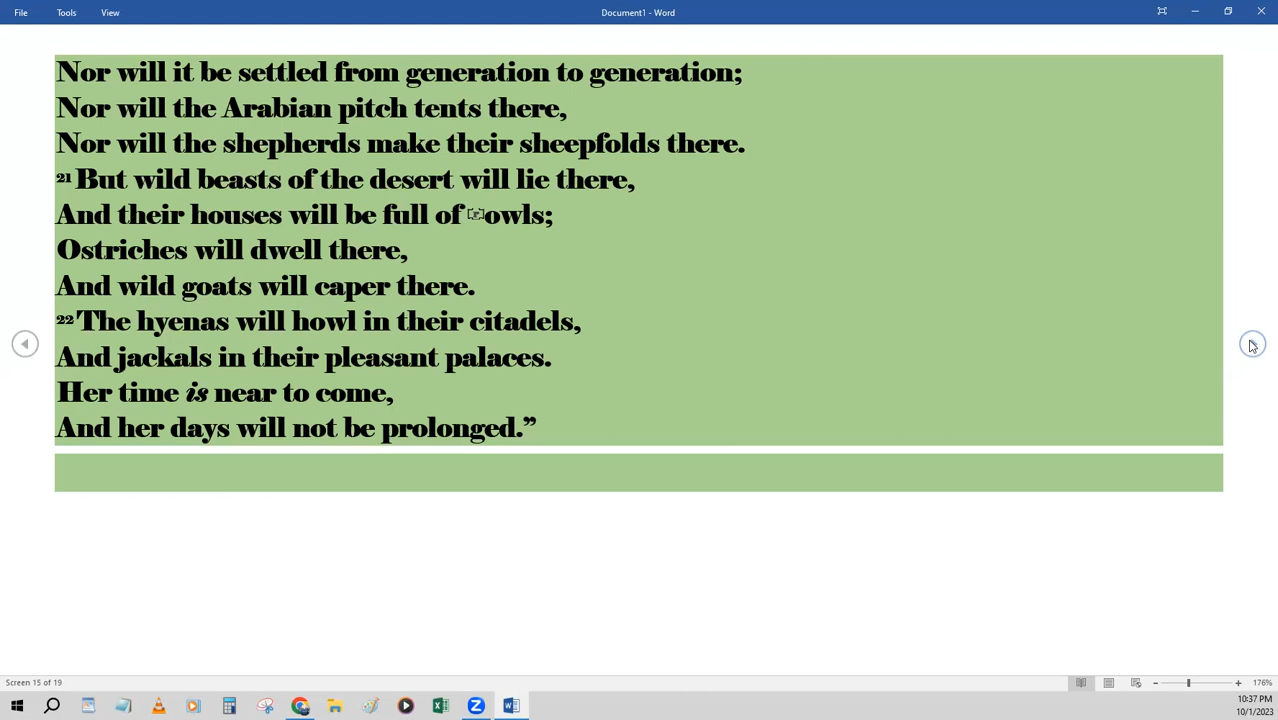 File Tools View Document1 - Word
Nor will it be settled from generation to generation;
Nor will the Arabian pitch tents there,
Nor will the shepherds make their sheepfolds there.
21 But wild beasts of the desert will lie there,
And their houses will be full of owls;
Ostriches will dwell there,
And wild goats will caper there.
22 The hyenas will howl in their citadels,
And jackals in their pleasant palaces.
Her time is near to come,
And her days will not be prolonged.”
Screen 15 of 19 176%
10:37 PM
10/1/2023